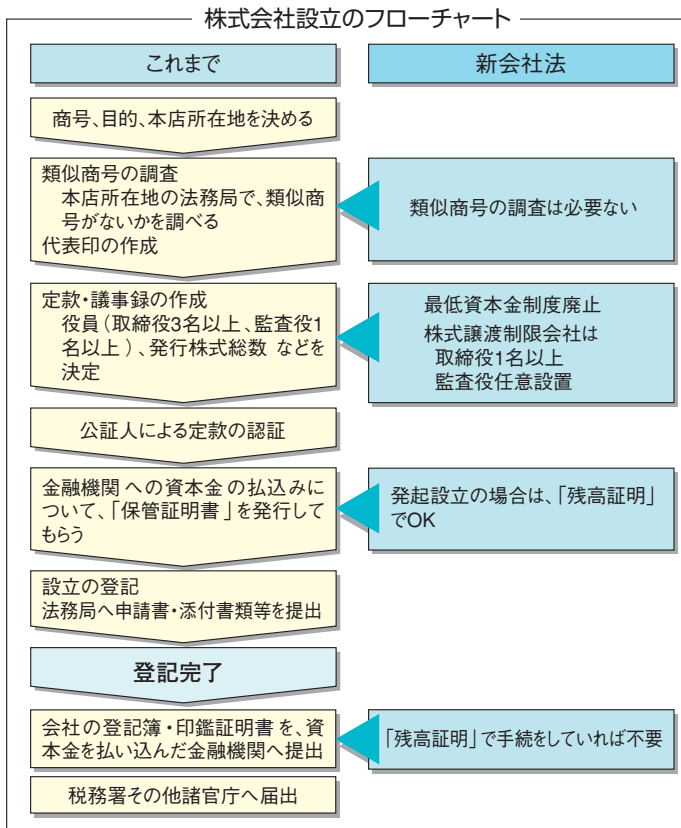 株式会社設立のフローチャート
これまで
新会社法
商号、目的、本店所在地を決める
類似商号の調査
本店所在地の法務局で、類似商
号がないかを調べる
代表印の作成
類似商号の調査は必要ない
定款・議事録の作成
役員(取締役3名以上、監査役1
名以上)、発行株式総数 などを
決定
最低資本金制度廃止
株式譲渡制限会社は
取締役1名以上
監査役任意設置
公証人による定款の認証
金融機関 への資本金 の払込みに
ついて、「保管証明書」を発行して
もらう
発起設立の場合は、「残高証明」
でOK
設立の登記
法務局へ申請書・添付書類等を提出
登記完了
会社の登記簿・印鑑証明書 を、資
本金を払い込んだ金融機関へ提出
「残高証明」で手続をしていれば不要
税務署その他諸官庁へ届出